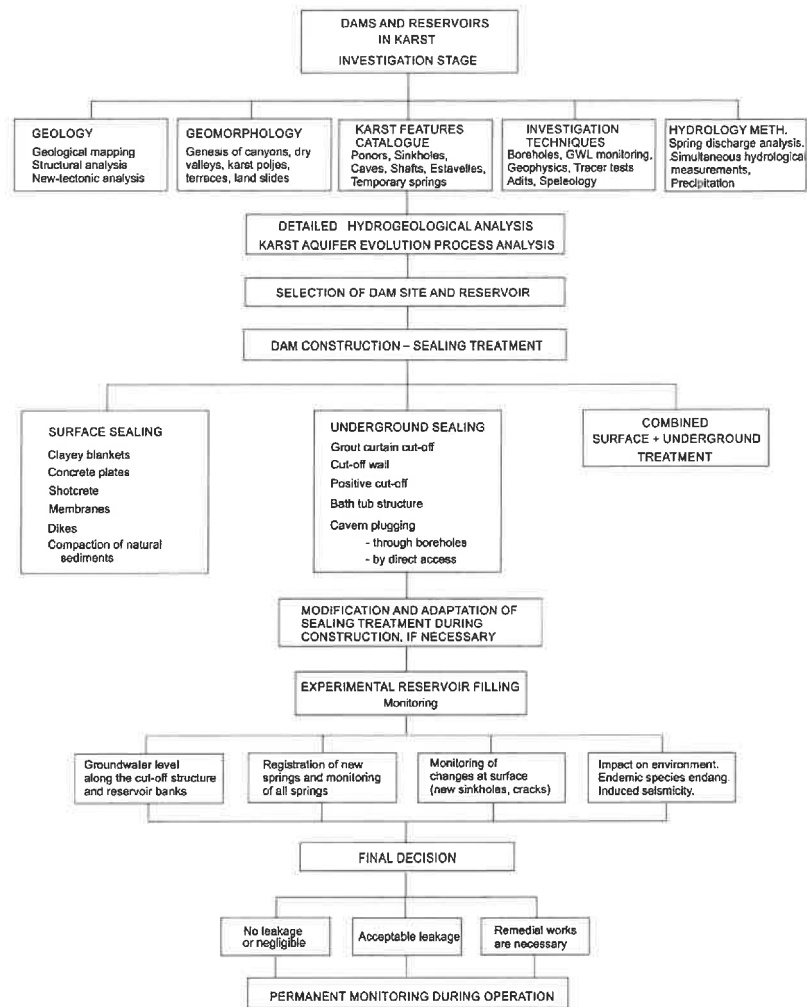 DAMS AND RESERVOIRS
IN KARST
INVESTIGATION STAGE
GEOLOGY
Geological mapping
Structural analysis
New-tectonic analysis
GEOMORPHOLOGY
Genesis of canyons, dry
valleys, karst poljes,
terraces, land slides
KARST FEATURES
CATALOGUE
Ponors, Sinkholes,
Caves, Shafts, Estavelles,
Temporary springs
INVESTIGATION
TECHNIQUES
Boreholes, GWL monitoring,
Geophysics, Tracer tests
Adits, Speleology
HYDROLOGY METH.
Spring discharge analysis.
Simultaneous hydrological
measurements,
Precipitation
DETAILED HYDROGEOLOGICAL ANALYSIS
KARST AQUIFER EVOLUTION PROCESS ANALYSIS
SELECTION OF DAM SITE AND RESERVOIR
DAM CONSTRUCTION – SEALING TREATMENT
SURFACE SEALING
Clayey blankets
Concrete plates
Shotcrete
Membranes
Dikes
Compaction of natural
sediments
UNDERGROUND SEALING
Grout curtain cut-off
Cut-off wall
Positive cut-off
Bath tub structure
Cavern plugging
- through boreholes
- by direct access
COMBINED
SURFACE + UNDERGROUND
TREATMENT
MODIFICATION AND ADAPTATION OF
SEALING TREATMENT DURING
CONSTRUCTION, IF NECESSARY
EXPERIMENTAL RESERVOIR FILLING
Monitoring
Groundwater level
along the cut-off structure
and reservoir banks
Registration of new
springs and monitoring
of all springs
Monitoring of
changes at surface
(new sinkholes, cracks)
Impact on environment.
Endemic species endang.
Induced seismicity.
FINAL DECISION
No leakage
or negligible
Acceptable leakage
Remedial works
are necessary
PERMANENT MONITORING DURING OPERATION